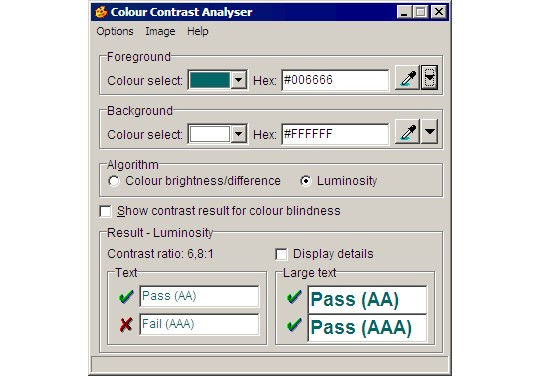 Colour Contrast Analyser
Options Image Help
Foreground
Colour select: Hex: #006666
Background
Colour select: Hex: #FFFFFF
Algorithm
Colour brightness/difference Luminosity
Show contrast result for colour blindness
Result - Luminosity
Contrast ratio: 6,8:1 Display details
Text Large text
Pass (AA) Pass (AA)
Fail (AAA) Pass (AAA)